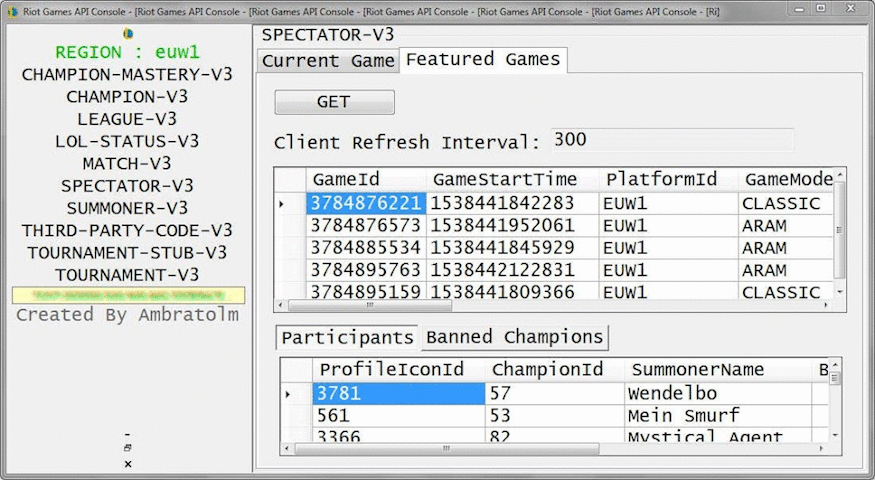 Riot Games API Console - [Riot Games API Console - [Riot Games API Console - [Riot Games API Console - [Riot Games API Console - [Riot Games API Console - [Ri]
REGION : euw1
CHAMPION-MASTERY-V3
CHAMPION-V3
LEAGUE-V3
LOL-STATUS-V3
MATCH-V3
SPECTATOR-V3
SUMMONER-V3
THIRD-PARTY-CODE-V3
TOURNAMENT-STUB-V3
TOURNAMENT-V3
Created By Ambratolm
SPECTATOR-V3
Current Game Featured Games
GET
Client Refresh Interval: 300
GameId GameStartTime PlatformId GameMode
3784876221 1538441842283 EUW1 CLASSIC
3784876573 1538441952061 EUW1 ARAM
3784885534 1538441845929 EUW1 ARAM
3784895763 1538442122831 EUW1 ARAM
3784895159 1538441809366 EUW1 CLASSIC
Participants Banned Champions
ProfileIconId ChampionId SummonerName B
3781 57 Wendelbo
561 53 Mein Smurf
3366 82 Mystical Agent